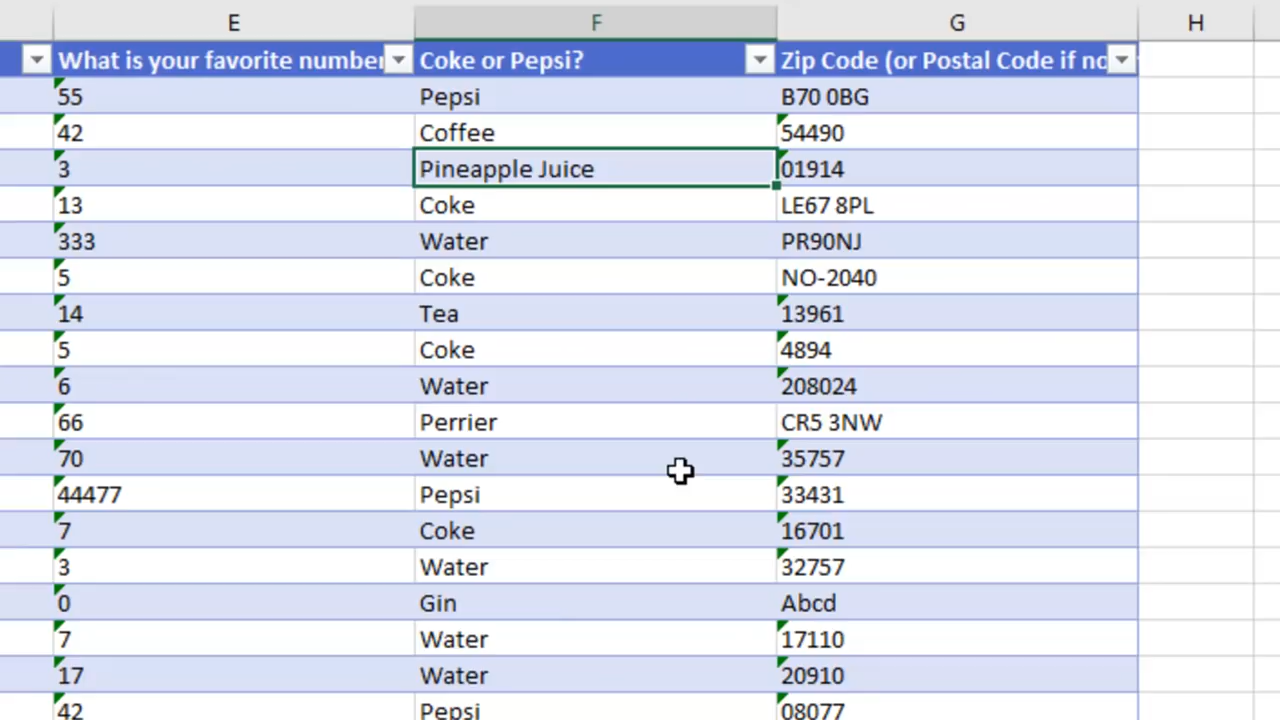 E F G H
What is your favorite number Coke or Pepsi? Zip Code (or Postal Code if no
55 Pepsi B70 0BG
42 Coffee 54490
3 Pineapple Juice 01914
13 Coke LE67 8PL
333 Water PR90NJ
5 Coke NO-2040
14 Tea 13961
5 Coke 4894
6 Water 208024
66 Perrier CR5 3NW
70 Water 35757
44477 Pepsi 33431
7 Coke 16701
3 Water 32757
0 Gin Abcd
7 Water 17110
17 Water 20910
42 Pepsi 08077